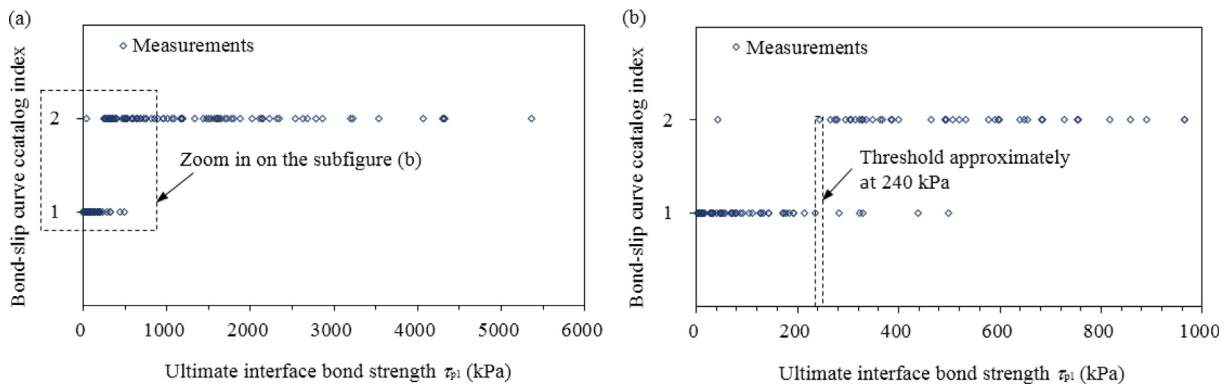 (a)
Measurements
Bond-slip curve ccatalog index
2
1
Zoom in on the subfigure (b)
0 1000 2000 3000 4000 5000 6000
Ultimate interface bond strength τp1 (kPa)
(b)
Measurements
Bond-slip curve ccatalog index
2
1
Threshold approximately
at 240 kPa
0 200 400 600 800 1000
Ultimate interface bond strength τp1 (kPa)